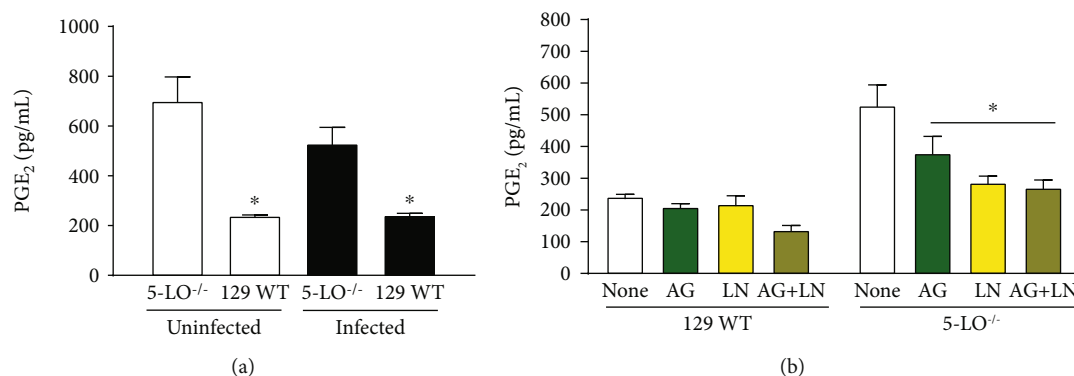 PGE₂ (pg/mL)
1000
800
600
400
200
0
*
*
5-LO⁻/⁻ 129 WT 5-LO⁻/⁻ 129 WT
Uninfected Infected
(a)
PGE₂ (pg/mL)
800
700
600
500
400
300
200
100
0
*
None AG LN AG+LN None AG LN AG+LN
129 WT 5-LO⁻/⁻
(b)